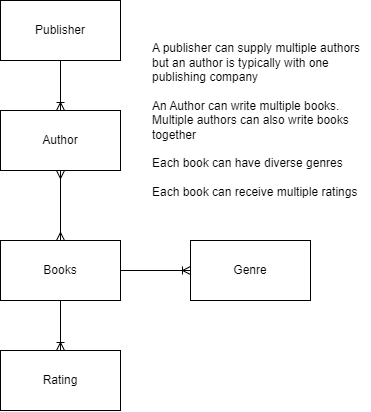 Publisher
A publisher can supply multiple authors
but an author is typically with one
publishing company
An Author can write multiple books.
Multiple authors can also write books
together
Author
Each book can have diverse genres
Each book can receive multiple ratings
Books
Genre
Rating